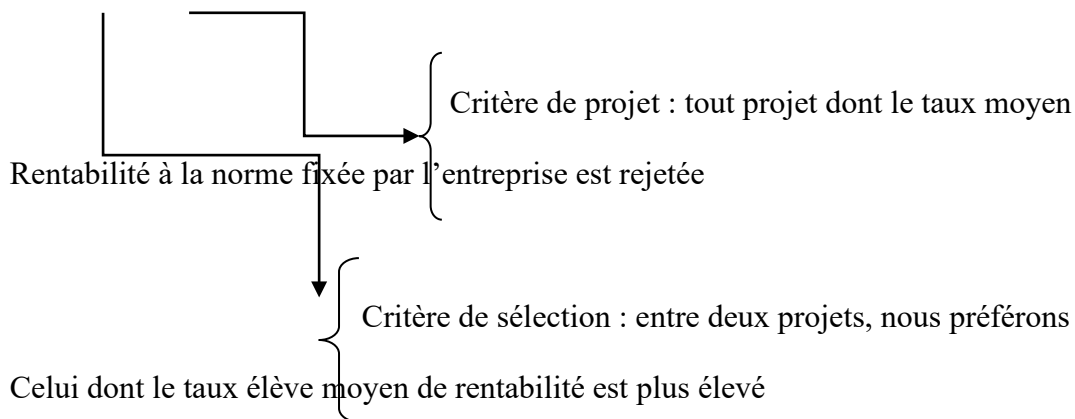 Critère de projet : tout projet dont le taux moyen
Rentabilité à la norme fixée par l’entreprise est rejetée
Critère de sélection : entre deux projets, nous préférons
Celui dont le taux élève moyen de rentabilité est plus élevé